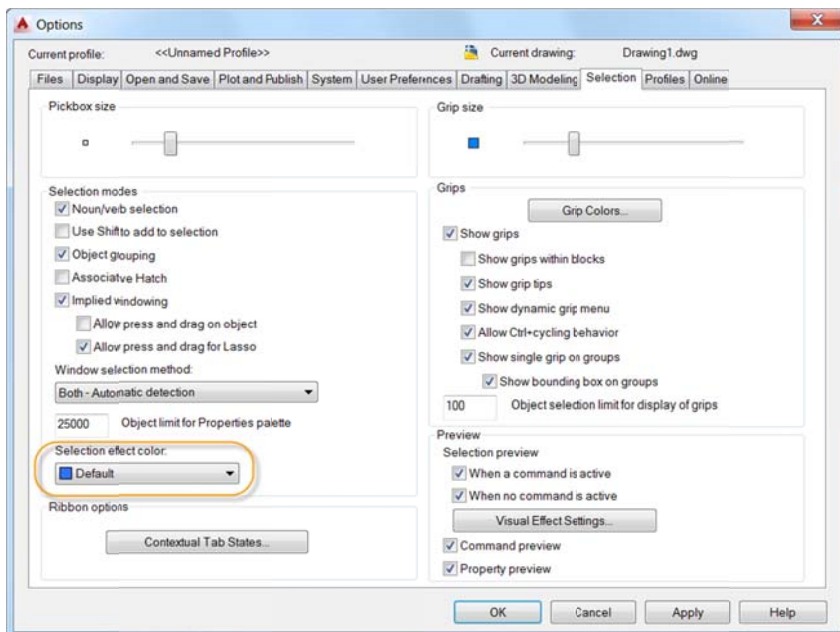 Options
Current profile: <<Unnamed Profile>> Current drawing: Drawing1.dwg
Files Display Open and Save Plot and Publish System User Preferences Drafting 3D Modeling Selection Profiles Online
Pickbox size
Selection modes
Noun/verb selection
Use Shift to add to selection
Object grouping
Associative Hatch
Implied windowing
Allow press and drag on object
Allow press and drag for Lasso
Window selection method:
Both - Automatic detection
25000 Object limit for Properties palette
Selection effect color:
Default
Ribbon options
Contextual Tab States...
Grip size
Grips
Grip Colors...
Show grips
Show grips within blocks
Show grip tips
Show dynamic grip menu
Allow Ctrl+cycling behavior
Show single grip on groups
Show bounding box on groups
100 Object selection limit for display of grips
Preview
Selection preview
When a command is active
When no command is active
Visual Effect Settings...
Command preview
Property preview
OK Cancel Apply Help